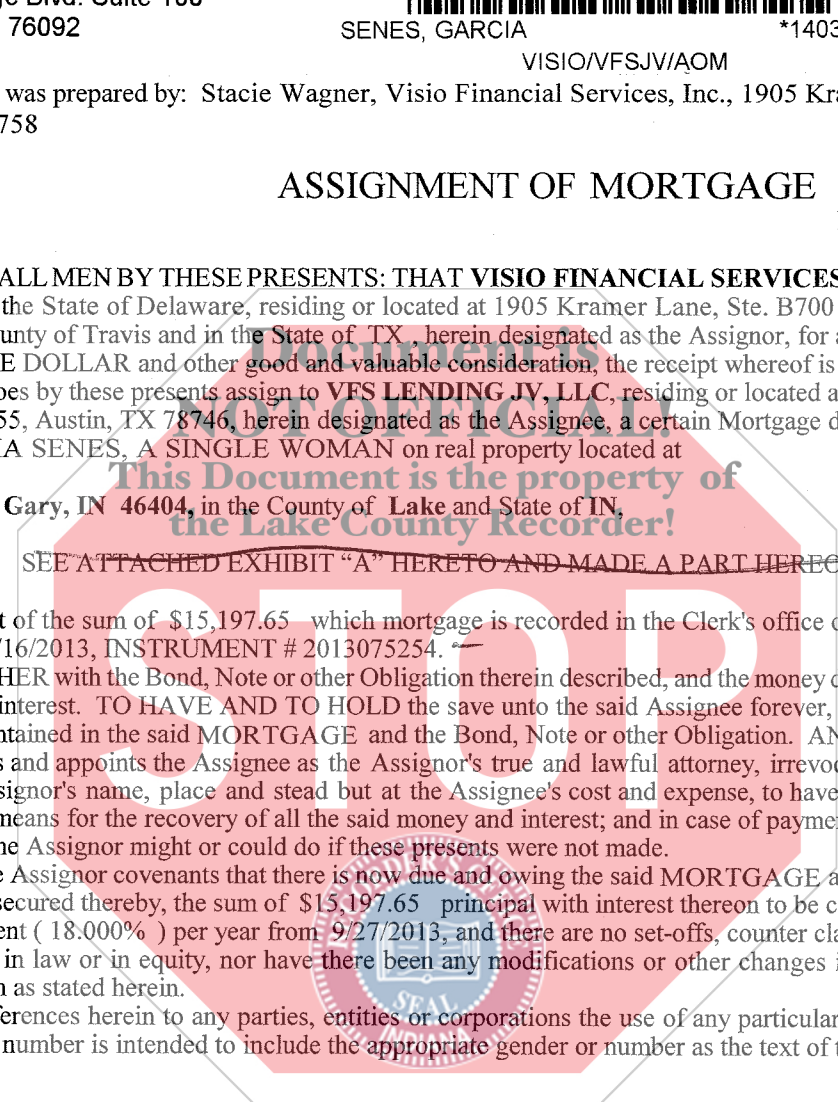 76092
SENES, GARCIA
*1403
VISIO/VFSJV/AOM
was prepared by: Stacie Wagner, Visio Financial Services, Inc., 1905 Kra
758
ASSIGNMENT OF MORTGAGE
ALL MEN BY THESE PRESENTS: THAT VISIO FINANCIAL SERVICES
the State of Delaware, residing or located at 1905 Kramer Lane, Ste. B700
unty of Travis and in the State of TX , herein designated as the Assignor, for a
Document is
E DOLLAR and other good and valuable consideration, the receipt whereof is
oes by these presents assign to VFS LENDING JV, LLC, residing or located a
NOT OFFICIAL!
55, Austin, TX 78746, herein designated as the Assignee, a certain Mortgage d
A SENES, A SINGLE WOMAN on real property located at
This Document is the property of
Gary, IN 46404, in the County of Lake and State of IN,
the Lake County Recorder!
SEE ATTACHED EXHIBIT “A” HERETO AND MADE A PART HEREO
STOP
t of the sum of $15,197.65 which mortgage is recorded in the Clerk's office o
/16/2013, INSTRUMENT # 2013075254.
HER with the Bond, Note or other Obligation therein described, and the money d
interest. TO HAVE AND TO HOLD the save unto the said Assignee forever,
ntained in the said MORTGAGE and the Bond, Note or other Obligation. AN
s and appoints the Assignee as the Assignor's true and lawful attorney, irrevoc
signor's name, place and stead but at the Assignee's cost and expense, to have
means for the recovery of all the said money and interest; and in case of payme
he Assignor might or could do if these presents were not made.
e Assignor covenants that there is now due and owing the said MORTGAGE a
secured thereby, the sum of $15,197.65 principal with interest thereon to be c
ent ( 18.000% ) per year from 9/27/2013, and there are no set-offs, counter cla
in law or in equity, nor have there been any modifications or other changes i
n as stated herein.
ferences herein to any parties, entities or corporations the use of any particular
number is intended to include the appropriate gender or number as the text of t
RECORDER'S OFFICE
SEAL
INDIANA